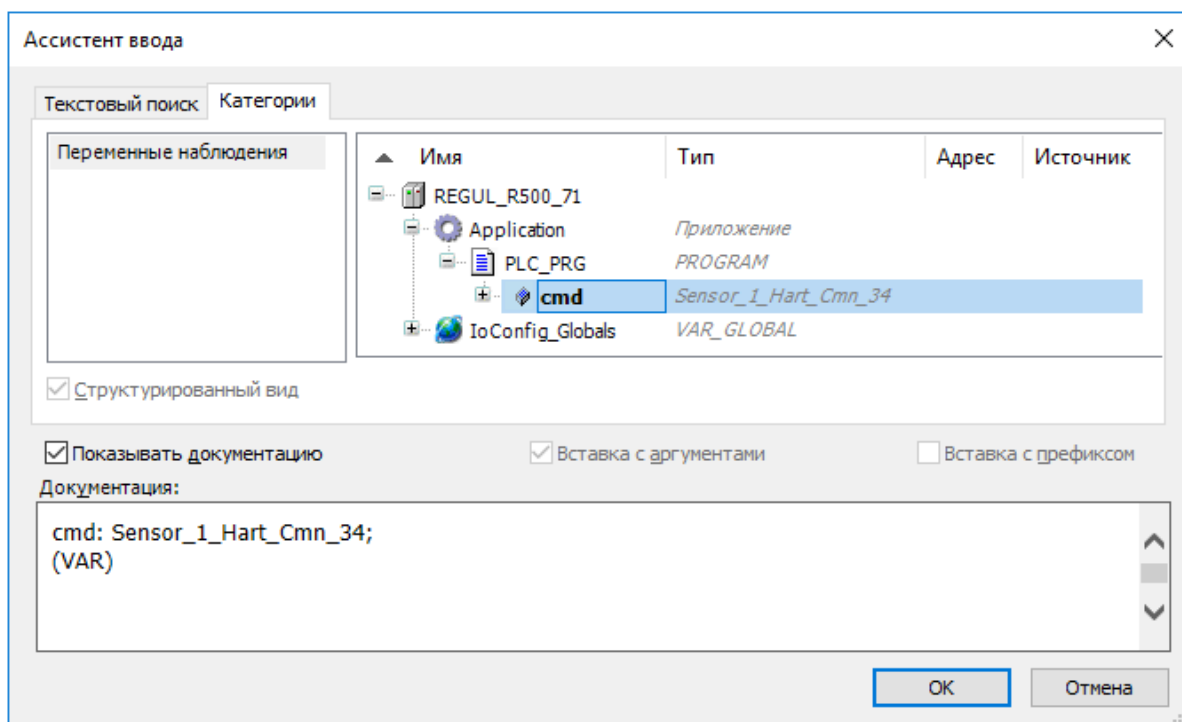 Ассистент ввода
Текстовый поиск Категории
Переменные наблюдения
Имя Тип Адрес Источник
REGUL_R500_71
Application Приложение
PLC_PRG PROGRAM
cmd Sensor_1_Hart_Cmn_34
IoConfig_Globals VAR_GLOBAL
Структурированный вид
Показывать документацию Вставка с аргументами Вставка с префиксом
Документация:
cmd: Sensor_1_Hart_Cmn_34;
(VAR)
OK Отмена